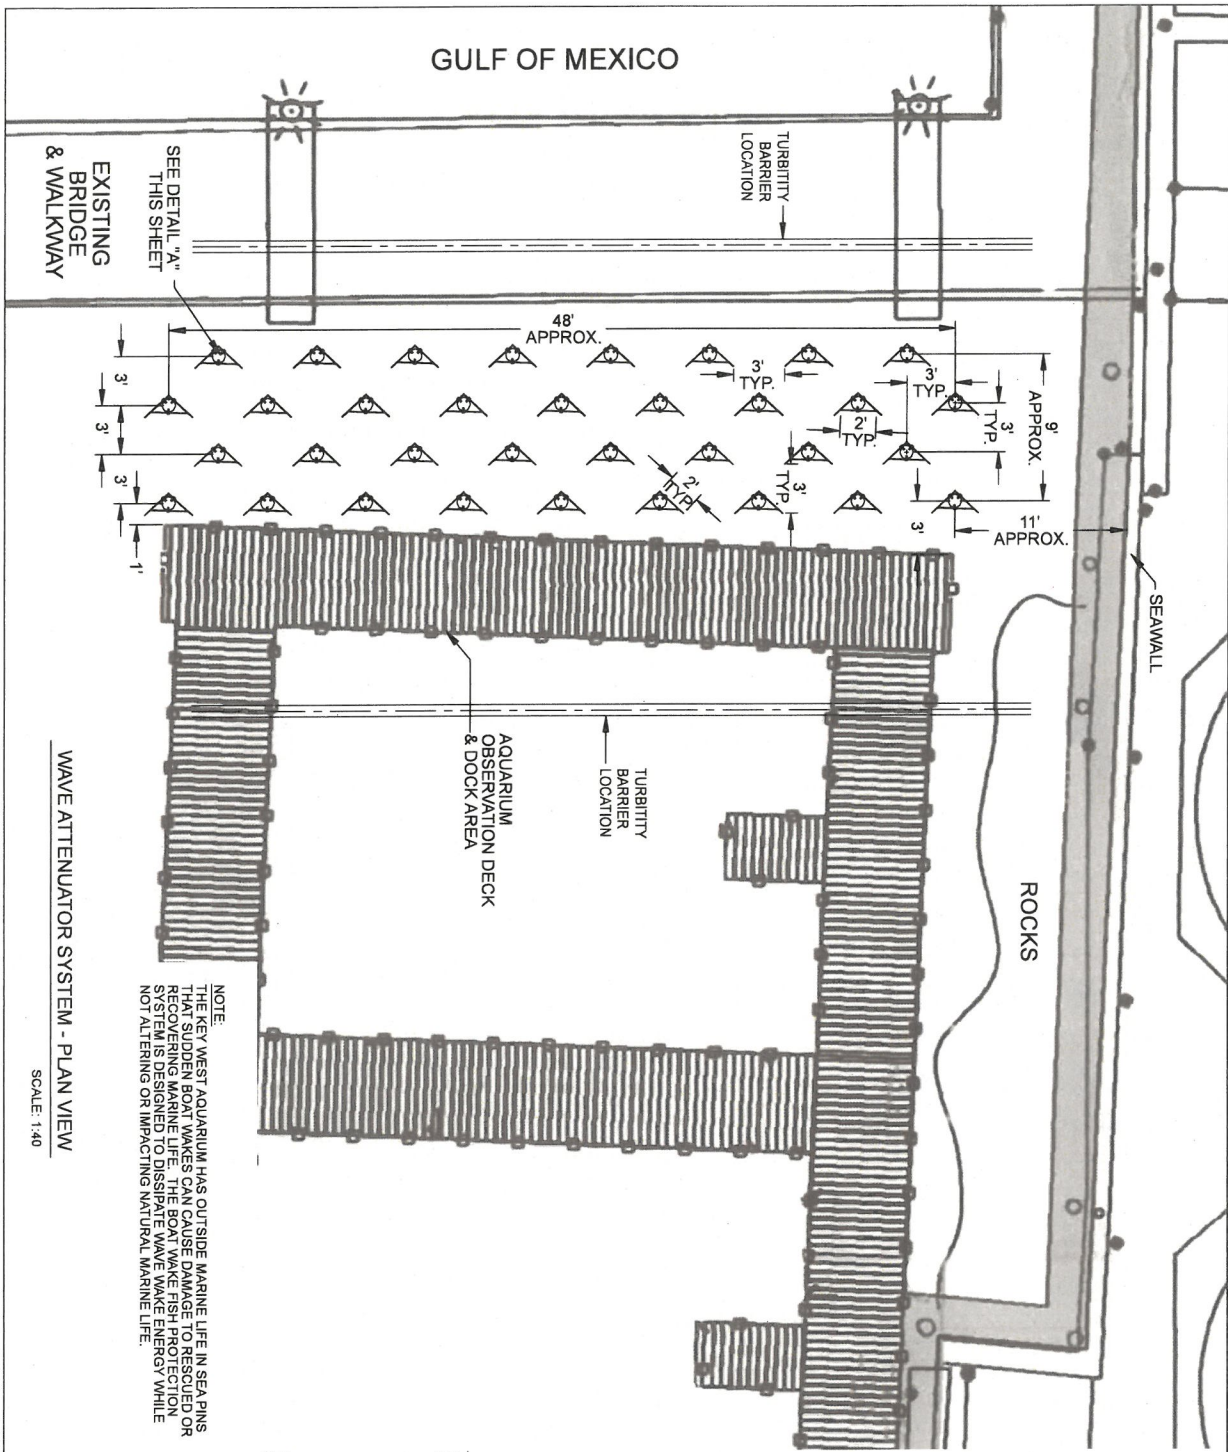 GULF OF MEXICO
TURBITITY
BARRIER
LOCATION
SEE DETAIL "A"
THIS SHEET
EXISTING
BRIDGE
& WALKWAY
48'
APPROX.
3'
TYP.
3'
TYP.
3'
TYP.
9'
APPROX.
2'
TYP.
2'
TYP.
3'
TYP.
3'
3'
3'
1'
3'
11'
APPROX.
SEAWALL
ROCKS
AQUARIUM
OBSERVATION DECK
& DOCK AREA
TURBITITY
BARRIER
LOCATION
NOTE:
THE KEY WEST AQUARIUM HAS OUTSIDE MARINE LIFE IN SEA PINS
THAT SUDDEN BOAT WAKES CAN CAUSE DAMAGE TO RESCUED OR
RECOVERING MARINE LIFE. THE BOAT WAKE FISH PROTECTION
SYSTEM IS DESIGNED TO DISSIPATE WAVE WAKE ENERGY WHILE
NOT ALTERING OR IMPACTING NATURAL MARINE LIFE.
WAVE ATTENUATOR SYSTEM - PLAN VIEW
SCALE: 1:40